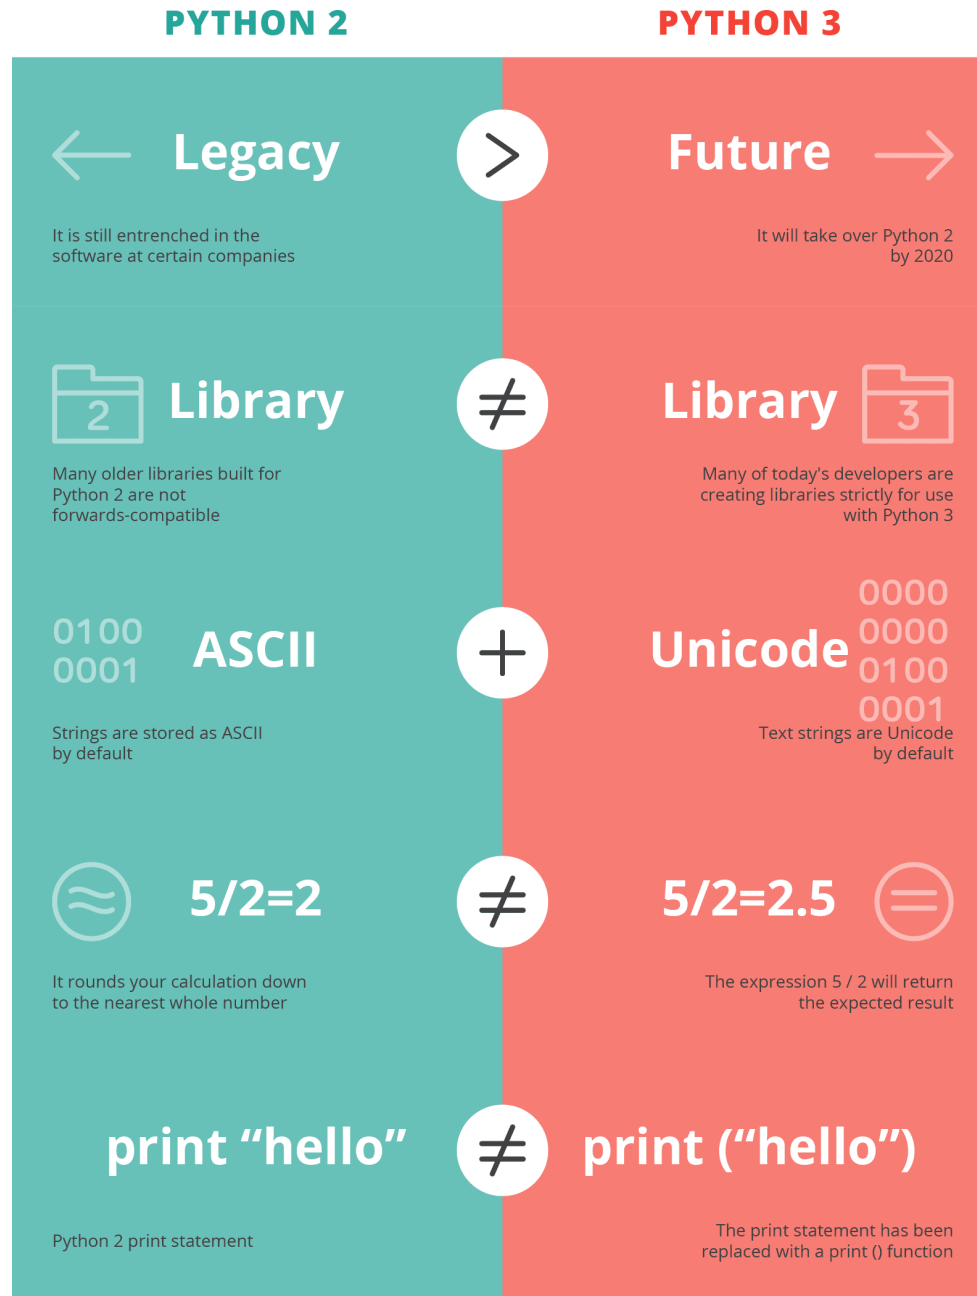 PYTHON 2
PYTHON 3
Legacy
>
Future
It is still entrenched in the
software at certain companies
It will take over Python 2
by 2020
2
Library
≠
Library
3
Many older libraries built for
Python 2 are not
forwards-compatible
Many of today's developers are
creating libraries strictly for use
with Python 3
0100
0001
ASCII
+
Unicode
0000
0000
0100
0001
Strings are stored as ASCII
by default
Text strings are Unicode
by default
≈
5/2=2
≠
5/2=2.5
=
It rounds your calculation down
to the nearest whole number
The expression 5 / 2 will return
the expected result
print “hello”
≠
print (“hello”)
Python 2 print statement
The print statement has been
replaced with a print () function